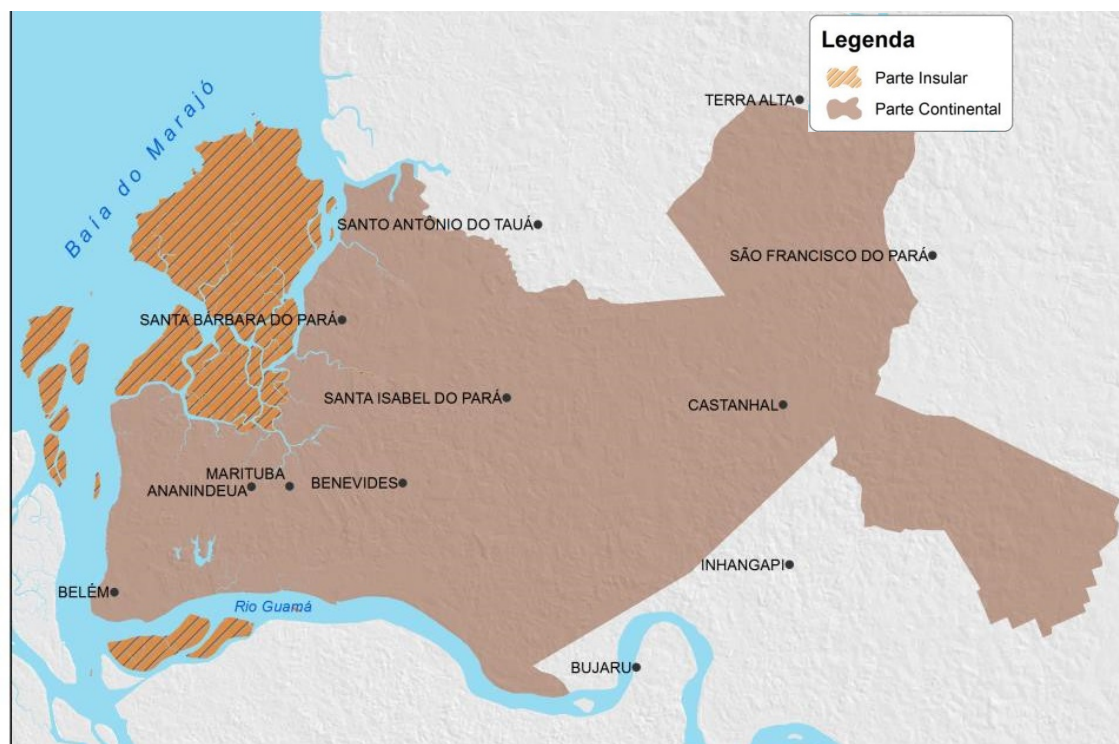 Legenda
Parte Insular
Parte Continental
Baía do Marajó
TERRA ALTA
SANTO ANTÔNIO DO TAUÁ
SÃO FRANCISCO DO PARÁ
SANTA BÁRBARA DO PARÁ
SANTA ISABEL DO PARÁ
CASTANHAL
MARITUBA
ANANINDEUA
BENEVIDES
INHANGAPI
BELÉM
Rio Guamá
BUJARU